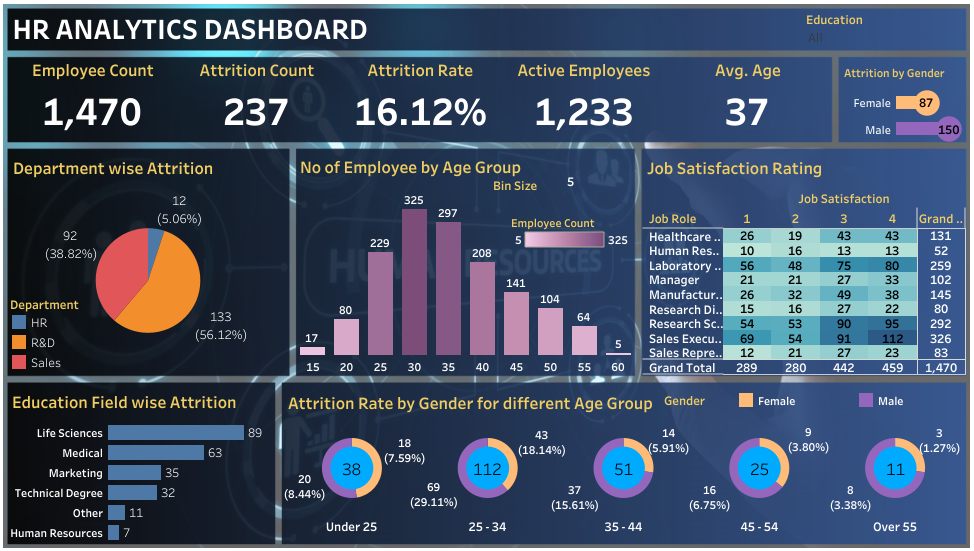 HR ANALYTICS DASHBOARD
Education
All
Employee Count
Attrition Count
Attrition Rate
Active Employees
Avg. Age
1,470
237
16.12%
1,233
37
Attrition by Gender
Female 87
Male 150
Department wise Attrition
12
(5.06%)
92
(38.82%)
133
(56.12%)
Department
HR
R&D
Sales
No of Employee by Age Group
Bin Size 5
Employee Count
5 325
17 80 229 325 297 208 141 104 64 5
15 20 25 30 35 40 45 50 55 60
HUMAN RESOURCES
Job Satisfaction Rating
Job Satisfaction
Job Role 1 2 3 4 Grand ..
Healthcare .. 26 19 43 43 131
Human Res.. 10 16 13 13 52
Laboratory .. 56 48 75 80 259
Manager 21 21 27 33 102
Manufactur.. 26 32 49 38 145
Research Di.. 15 16 27 22 80
Research Sc.. 54 53 90 95 292
Sales Execu.. 69 54 91 112 326
Sales Repre.. 12 21 27 23 83
Grand Total 289 280 442 459 1,470
Education Field wise Attrition
Life Sciences 89
Medical 63
Marketing 35
Technical Degree 32
Other 11
Human Resources 7
Attrition Rate by Gender for different Age Group
Gender Female Male
18
(7.59%)
38
20
(8.44%)
Under 25
43
(18.14%)
112
69
(29.11%)
25 - 34
14
(5.91%)
51
37
(15.61%)
35 - 44
9
(3.80%)
25
16
(6.75%)
45 - 54
3
(1.27%)
11
8
(3.38%)
Over 55